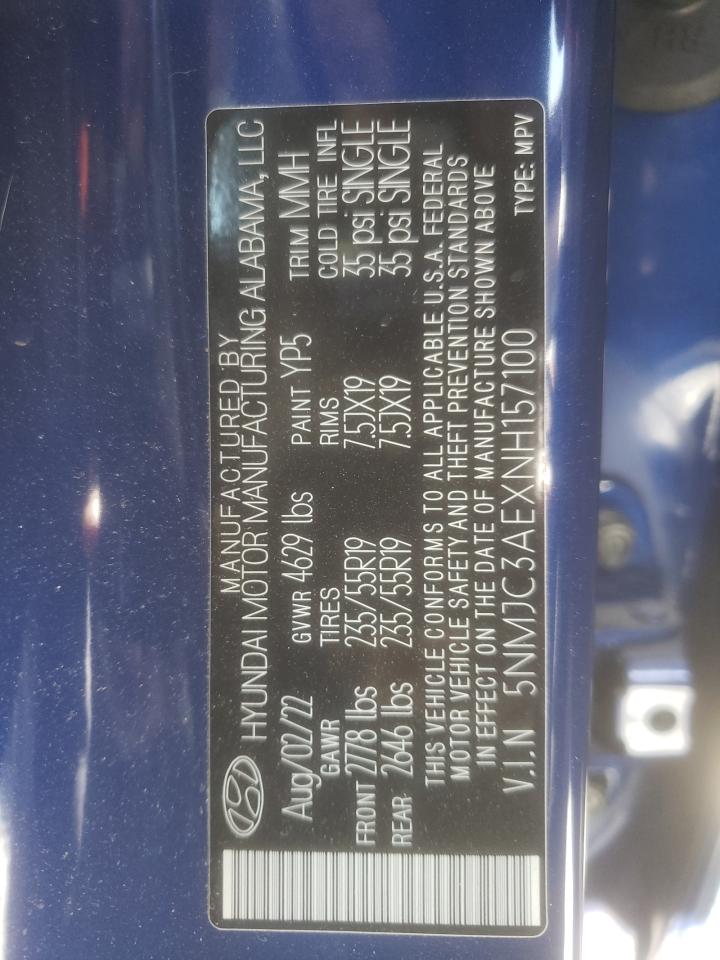 MANUFACTURED BY
HYUNDAI MOTOR MANUFACTURING ALABAMA, LLC
Aug/02/22 GVWR 4629 lbs PAINT YP5 TRIM MMH
GAWR TIRES RIMS COLD TIRE INFL
FRONT 2778 lbs 235/55R19 7.5JX19 35 psi SINGLE
REAR 2646 lbs 235/55R19 7.5JX19 35 psi SINGLE
THIS VEHICLE CONFORMS TO ALL APPLICABLE U.S.A. FEDERAL
MOTOR VEHICLE SAFETY AND THEFT PREVENTION STANDARDS
IN EFFECT ON THE DATE OF MANUFACTURE SHOWN ABOVE
V.I.N 5NMJC3AEXNH157100 TYPE: MPV